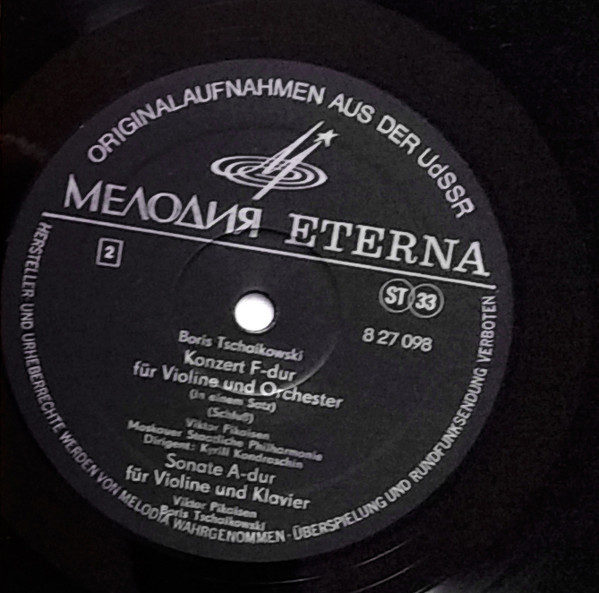 ORIGINALAUFNAHMEN AUS DER UdSSR
МЕЛОДИЯ ETERNA
2
ST 33
8 27 098
Boris Tschaikowski
Konzert F-dur
für Violine und Orchester
(in einem Satz)
(Schluß)
Viktor Pikaisen
Moskauer Staatliche Philharmonie
Dirigent: Kyrill Kondraschin
Sonate A-dur
für Violine und Klavier
Viktor Pikaisen
Boris Tschaikowski
HERSTELLER- UND URHEBERRECHTE WERDEN VON MELODIA WAHRGENOMMEN · ÜBERSPIELUNG UND RUNDFUNKSENDUNG VERBOTEN